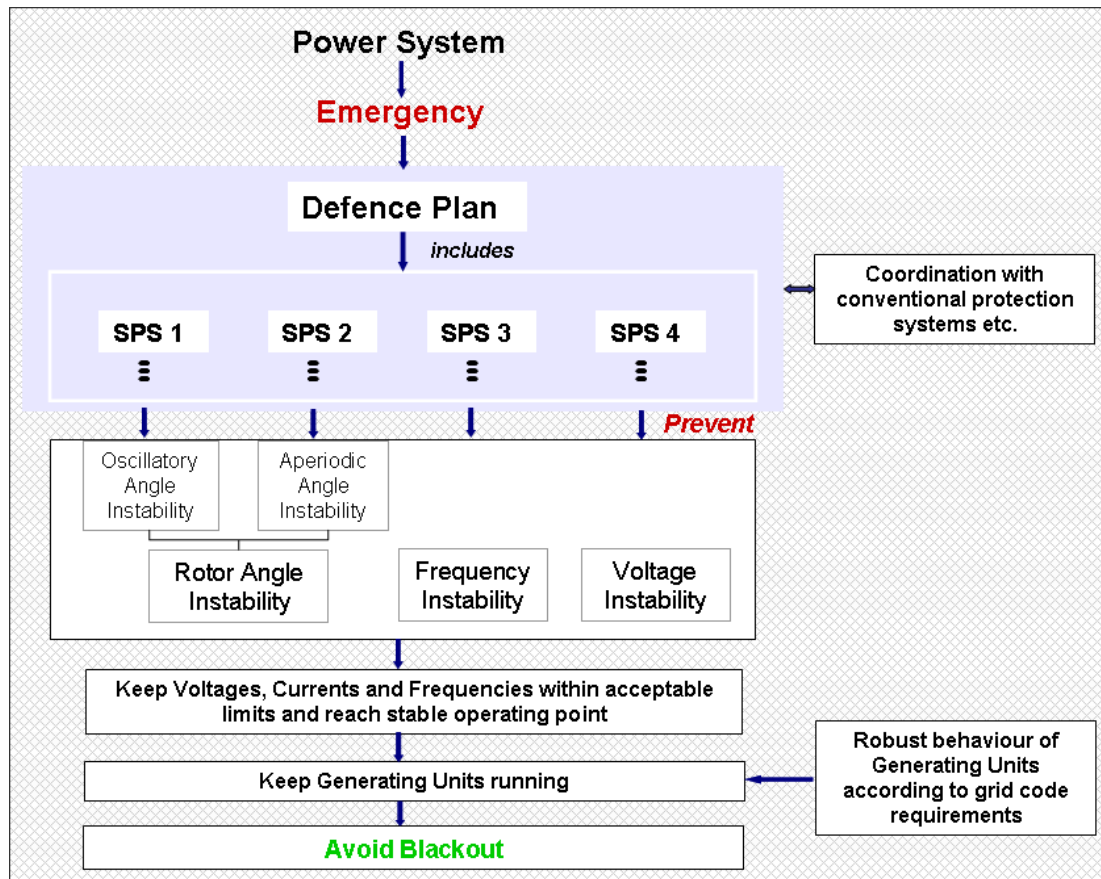 Power System
Emergency
Defence Plan
includes
Coordination with
conventional protection
systems etc.
SPS 1
SPS 2
SPS 3
SPS 4
Prevent
Oscillatory
Angle
Instability
Aperiodic
Angle
Instability
Rotor Angle
Instability
Frequency
Instability
Voltage
Instability
Keep Voltages, Currents and Frequencies within acceptable
limits and reach stable operating point
Keep Generating Units running
Robust behaviour of
Generating Units
according to grid code
requirements
Avoid Blackout